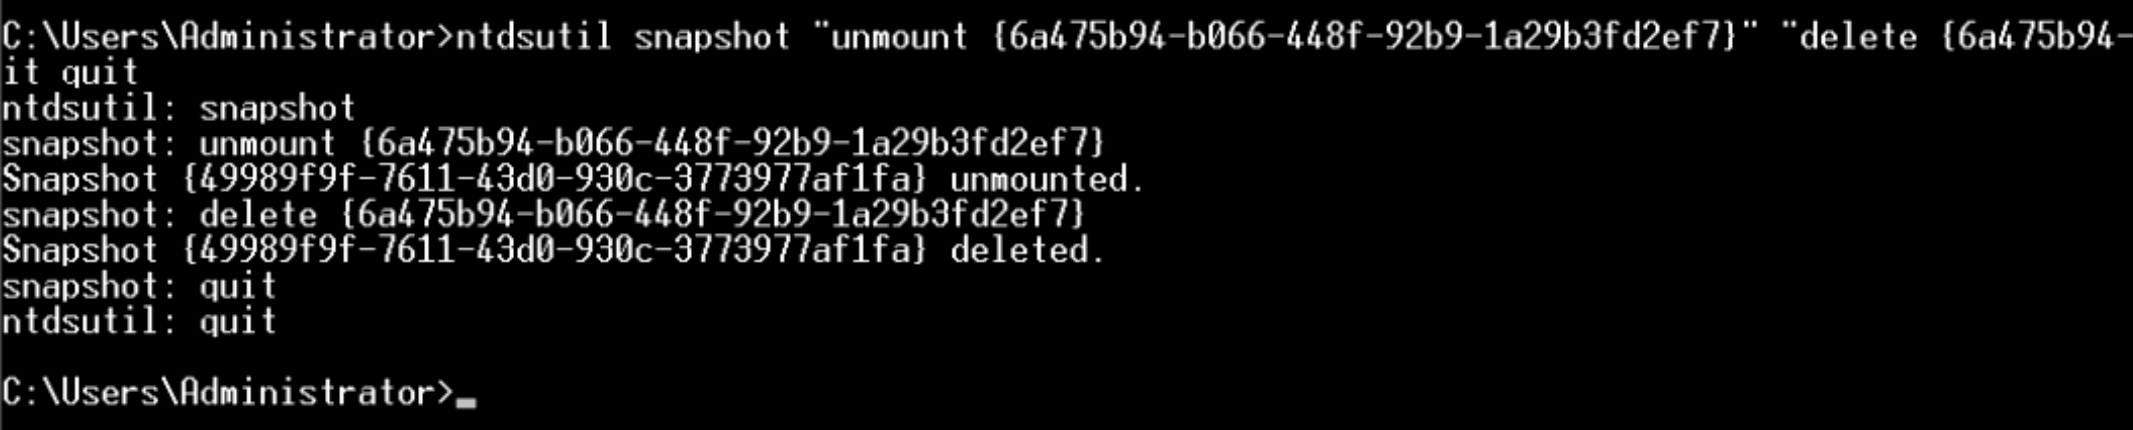 C:\Users\Administrator>ntdsutil snapshot "unmount {6a475b94-b066-448f-92b9-1a29b3fd2ef7}" "delete {6a475b94-
it quit
ntdsutil: snapshot
snapshot: unmount {6a475b94-b066-448f-92b9-1a29b3fd2ef7}
Snapshot {49989f9f-7611-43d0-930c-3773977af1fa} unmounted.
snapshot: delete {6a475b94-b066-448f-92b9-1a29b3fd2ef7}
Snapshot {49989f9f-7611-43d0-930c-3773977af1fa} deleted.
snapshot: quit
ntdsutil: quit
C:\Users\Administrator>